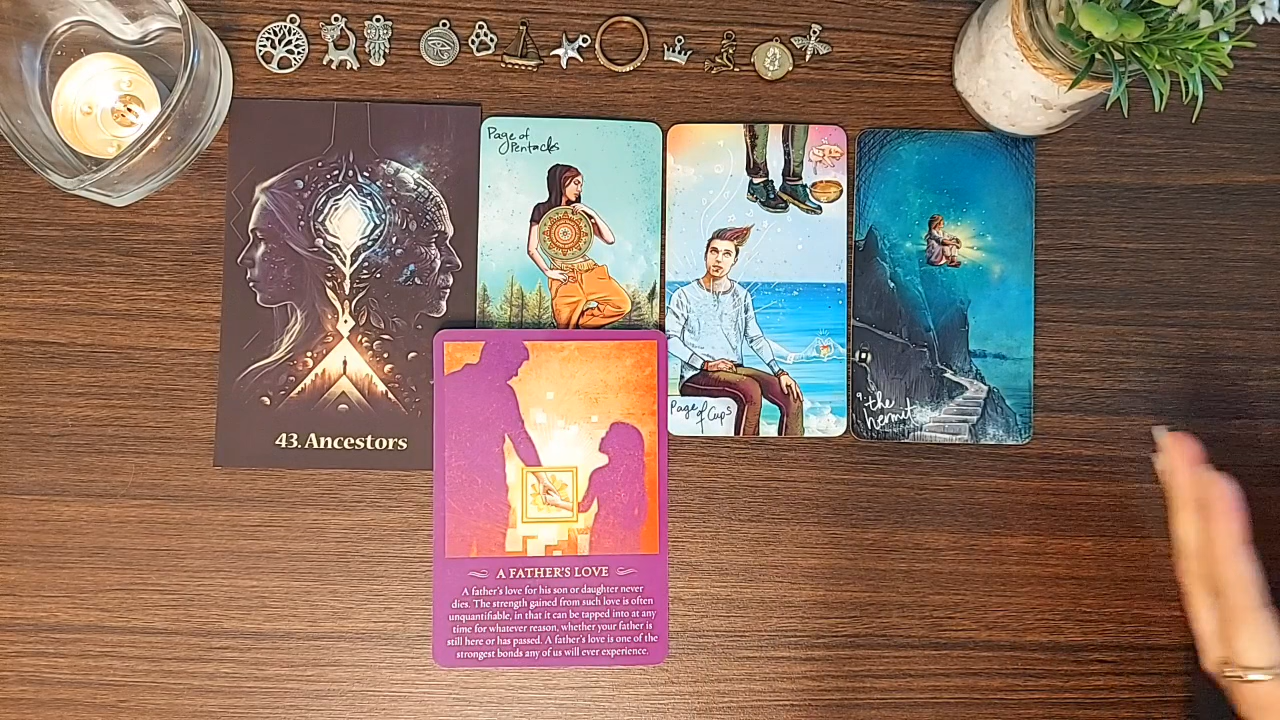 Page of
Pentacles
43. Ancestors
Page of Cups
9. the
hermit
A FATHER'S LOVE
A father's love for his son or daughter never
dies. The strength gained from such love is often
unquantifiable, in that it can be tapped into at any
time for whatever reason, whether your father is
still here or has passed. A father's love is one of the
strongest bonds any of us will ever experience.